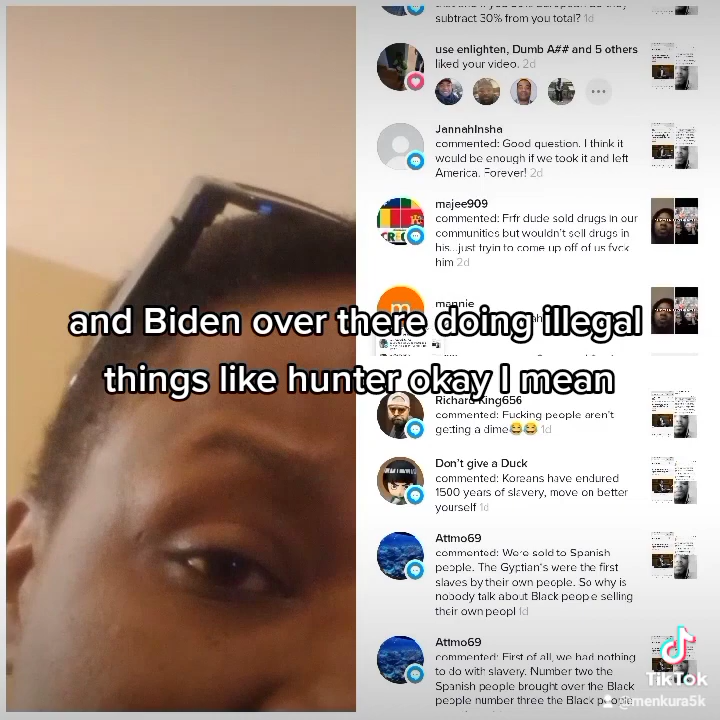 subtract 30% from you total? 1d
use enlighten, Dumb A## and 5 others
liked your video. 2d
JannahInsha
commented: Good question. I think it
would be enough if we took it and left
America. Forever! 2d
majee909
commented: Frfr dude sold drugs in our
communities but wouldn't sell drugs in
his...just tryin to come up off of us fvck
him 2d
mannie
and Biden over there doing illegal
things like hunter okay I mean
Richard King656
commented: Fucking people aren't
getting a dime😂😂 1d
Don't give a Duck
commented: Koreans have endured
1500 years of slavery, move on better
yourself 1d
Attmo69
commented: Were sold to Spanish
people. The Gyptian's were the first
slaves by their own people. So why is
nobody talk about Black people selling
their own peopl 1d
Attmo69
commented: First of all, we had nothing
to do with slavery. Number two the
Spanish people brought over the Black
people number three the Black people
TikTok
@menkura5k